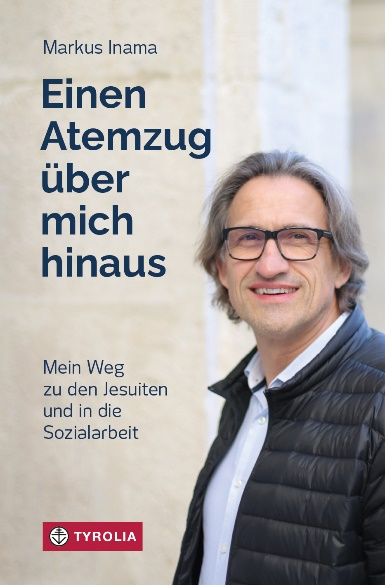 Markus Inama
Einen
Atemzug
über
mich
hinaus
Mein Weg
zu den Jesuiten
und in die
Sozialarbeit
TYROLIA